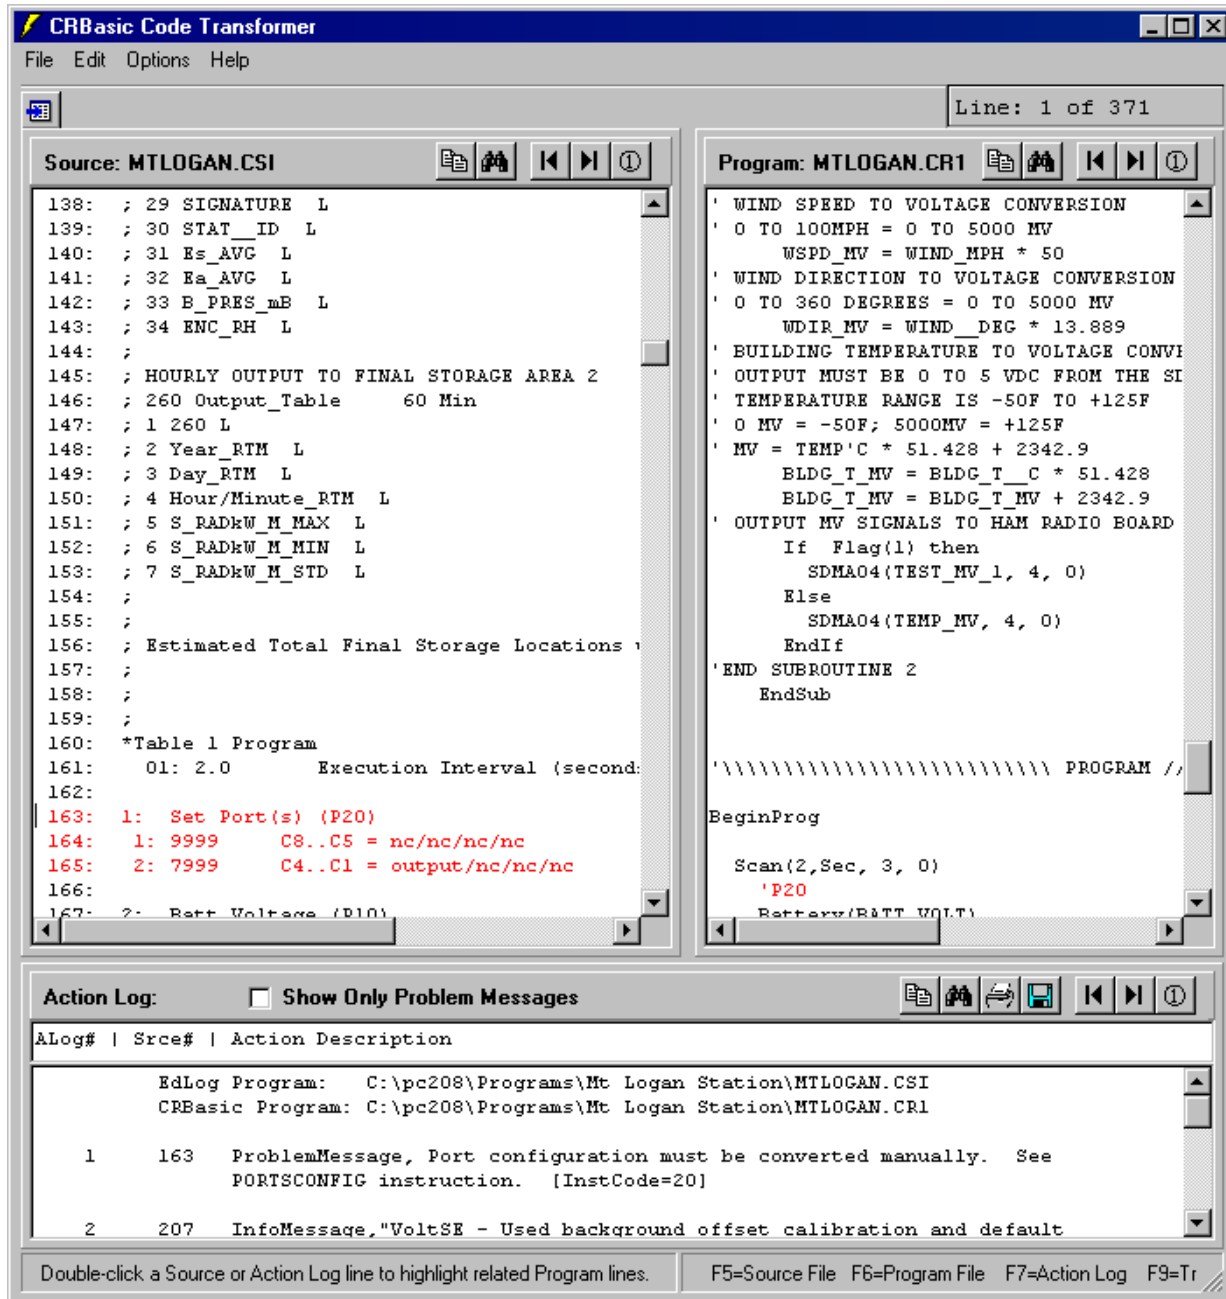 CRBasic Code Transformer
File Edit Options Help
Line: 1 of 371
Source: MTLOGAN.CSI
138: ; 29 SIGNATURE L
139: ; 30 STAT__ID L
140: ; 31 Es_AVG L
141: ; 32 Ea_AVG L
142: ; 33 B_PRES_mB L
143: ; 34 ENC_RH L
144: ;
145: ; HOURLY OUTPUT TO FINAL STORAGE AREA 2
146: ; 260 Output_Table 60 Min
147: ; 1 260 L
148: ; 2 Year_RTM L
149: ; 3 Day_RTM L
150: ; 4 Hour/Minute_RTM L
151: ; 5 S_RADkW_M_MAX L
152: ; 6 S_RADkW_M_MIN L
153: ; 7 S_RADkW_M_STD L
154: ;
155: ;
156: ; Estimated Total Final Storage Locations
157: ;
158: ;
159: ;
160: *Table 1 Program
161: 01: 2.0 Execution Interval (second
162:
163: 1: Set Port(s) (P20)
164: 1: 9999 C8..C5 = nc/nc/nc/nc
165: 2: 7999 C4..C1 = output/nc/nc/nc
166:
167: 2: Batt Voltage (P10)
Program: MTLOGAN.CR1
' WIND SPEED TO VOLTAGE CONVERSION
' 0 TO 100MPH = 0 TO 5000 MV
WSPD_MV = WIND_MPH * 50
' WIND DIRECTION TO VOLTAGE CONVERSION
' 0 TO 360 DEGREES = 0 TO 5000 MV
WDIR_MV = WIND__DEG * 13.889
' BUILDING TEMPERATURE TO VOLTAGE CONVE
' OUTPUT MUST BE 0 TO 5 VDC FROM THE
' TEMPERATURE RANGE IS -50F TO +125F
' 0 MV = -50F; 5000MV = +125F
' MV = TEMP'C * 51.428 + 2342.9
BLDG_T_MV = BLDG_T__C * 51.428
BLDG_T_MV = BLDG_T_MV + 2342.9
' OUTPUT MV SIGNALS TO HAM RADIO BOARD
If Flag(1) then
SDMA04(TEST_MV_1, 4, 0)
Else
SDMA04(TEMP_MV, 4, 0)
EndIf
'END SUBROUTINE 2
EndSub
'\\\\\\\\\\\\\\\\\\\\\\\\\\\ PROGRAM //
BeginProg
Scan(2,Sec, 3, 0)
'P20
Battery(BATT_VOLT)
Action Log: Show Only Problem Messages
ALog# | Srce# | Action Description
EdLog Program: C:\pc208\Programs\Mt Logan Station\MTLOGAN.CSI
CRBasic Program: C:\pc208\Programs\Mt Logan Station\MTLOGAN.CR1
1 163 ProblemMessage, Port configuration must be converted manually. See
PORTSCONFIG instruction. [InstCode=20]
2 207 InfoMessage,"VoltSE - Used background offset calibration and default
Double-click a Source or Action Log line to highlight related Program lines.
F5=Source File F6=Program File F7=Action Log F9=Tr